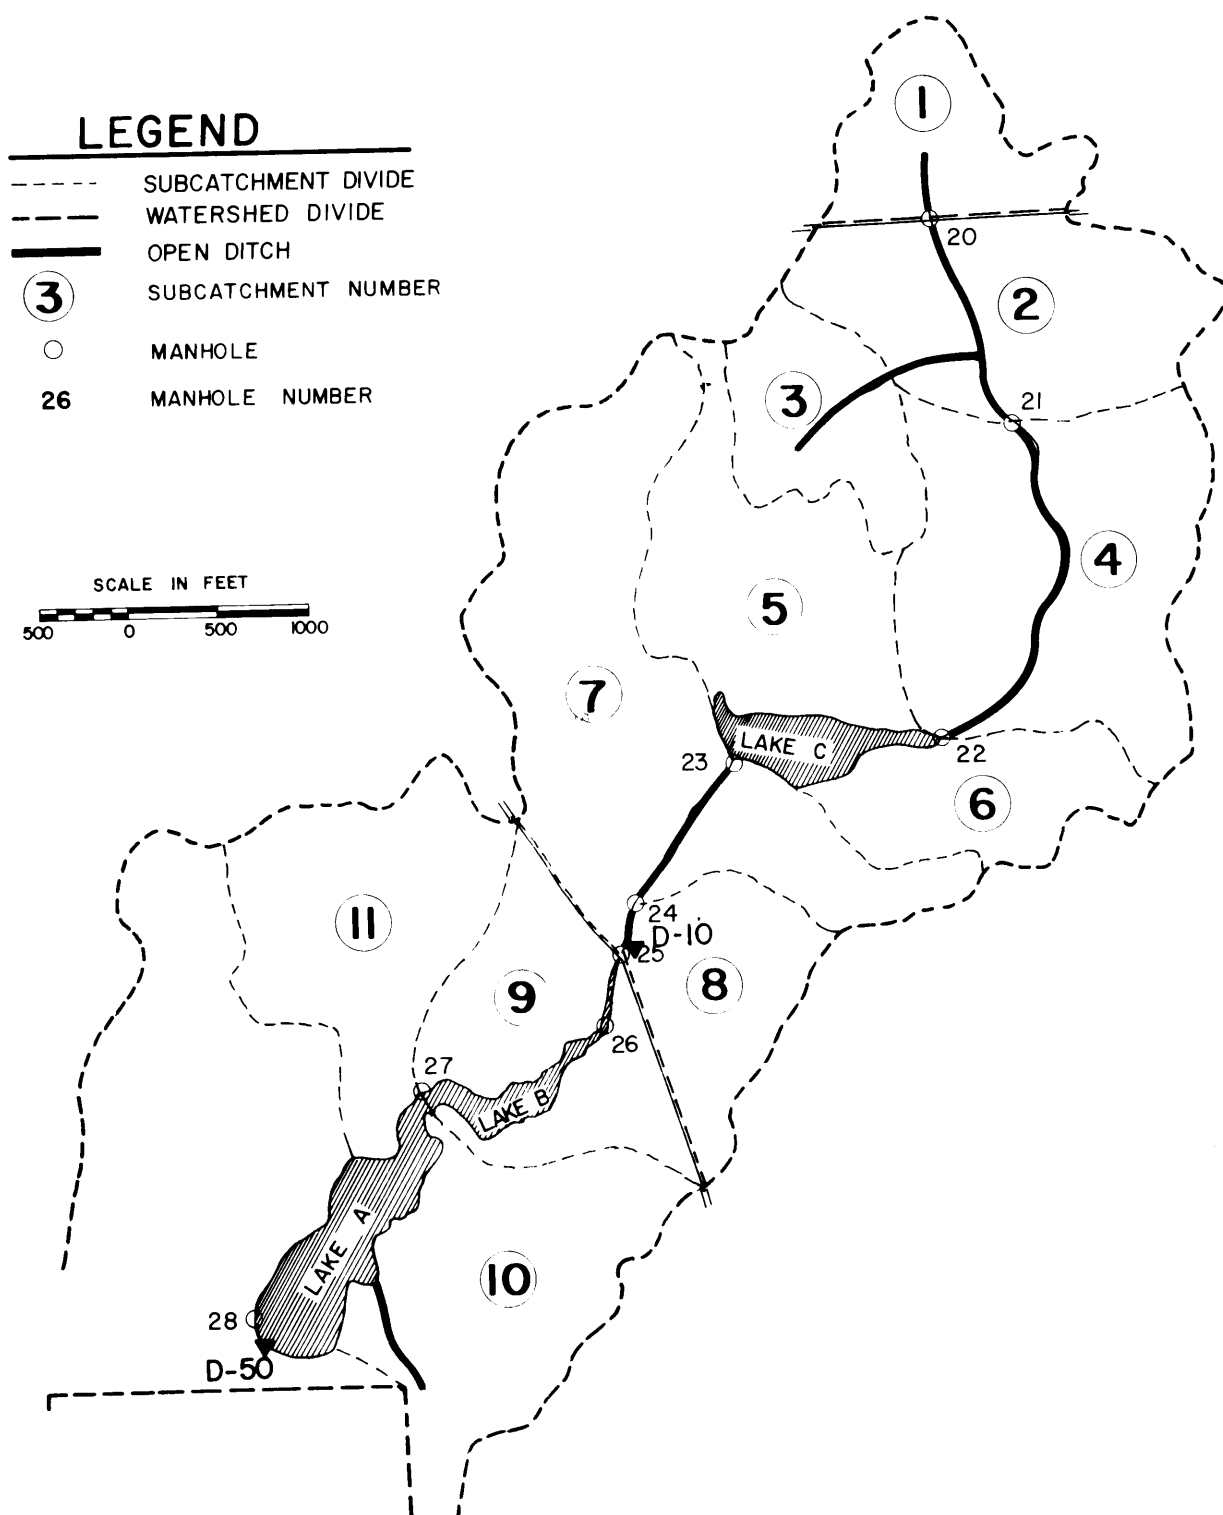 LEGEND
SUBCATCHMENT DIVIDE
WATERSHED DIVIDE
OPEN DITCH
3 SUBCATCHMENT NUMBER
MANHOLE
26 MANHOLE NUMBER
SCALE IN FEET
500 0 500 1000
1
20
2
3
21
4
5
7
LAKE C
23
22
6
11
24
D-10
25
9
8
26
27
LAKE B
LAKE A
10
28
D-50